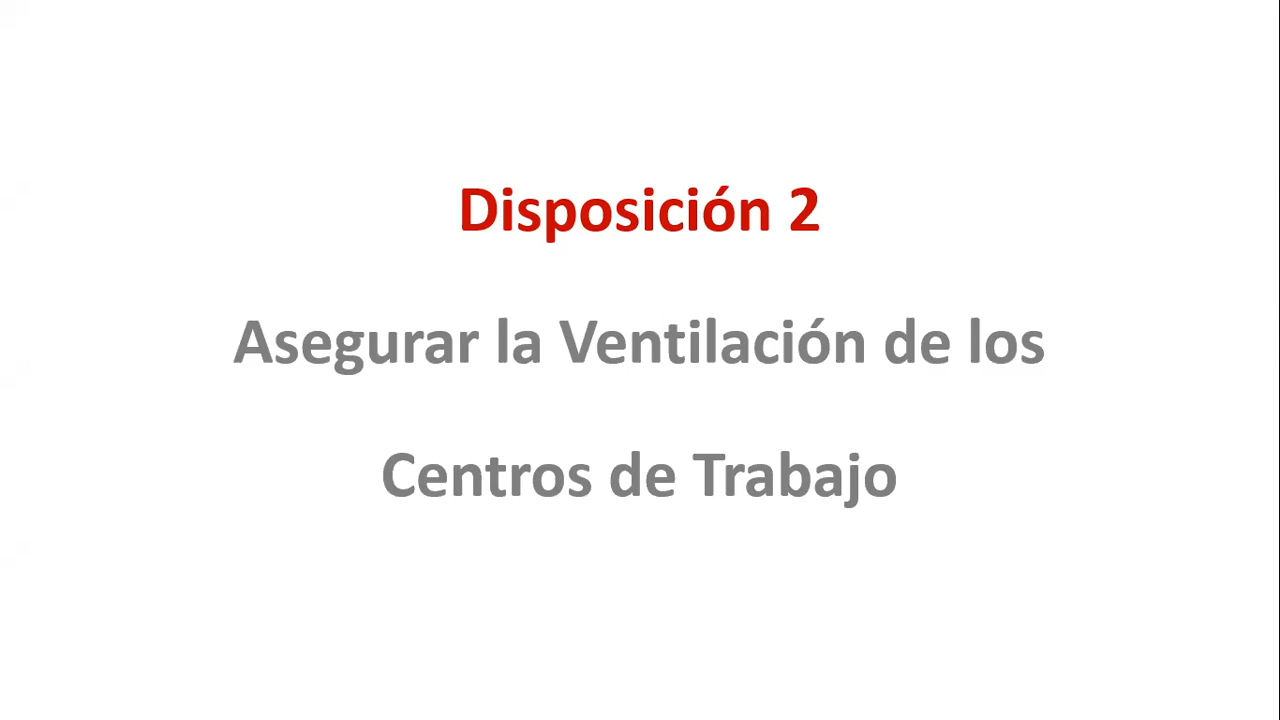 Disposición 2
Asegurar la Ventilación de los
Centros de Trabajo